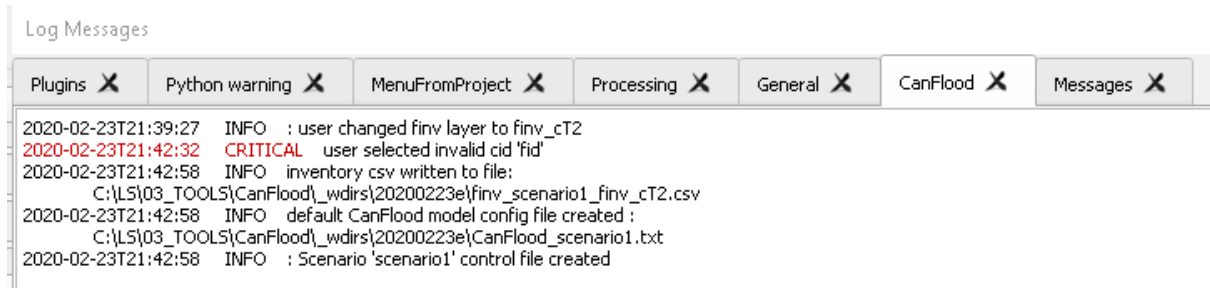 Log Messages
Plugins Python warning MenuFromProject Processing General CanFlood Messages
2020-02-23T21:39:27 INFO : user changed finv layer to finv_cT2
2020-02-23T21:42:32 CRITICAL user selected invalid cid 'fid'
2020-02-23T21:42:58 INFO inventory csv written to file:
C:\LS\03_TOOLS\CanFlood\_wdirs\20200223e\finv_scenario1_finv_cT2.csv
2020-02-23T21:42:58 INFO default CanFlood model config file created :
C:\LS\03_TOOLS\CanFlood\_wdirs\20200223e\CanFlood_scenario1.txt
2020-02-23T21:42:58 INFO : Scenario 'scenario1' control file created